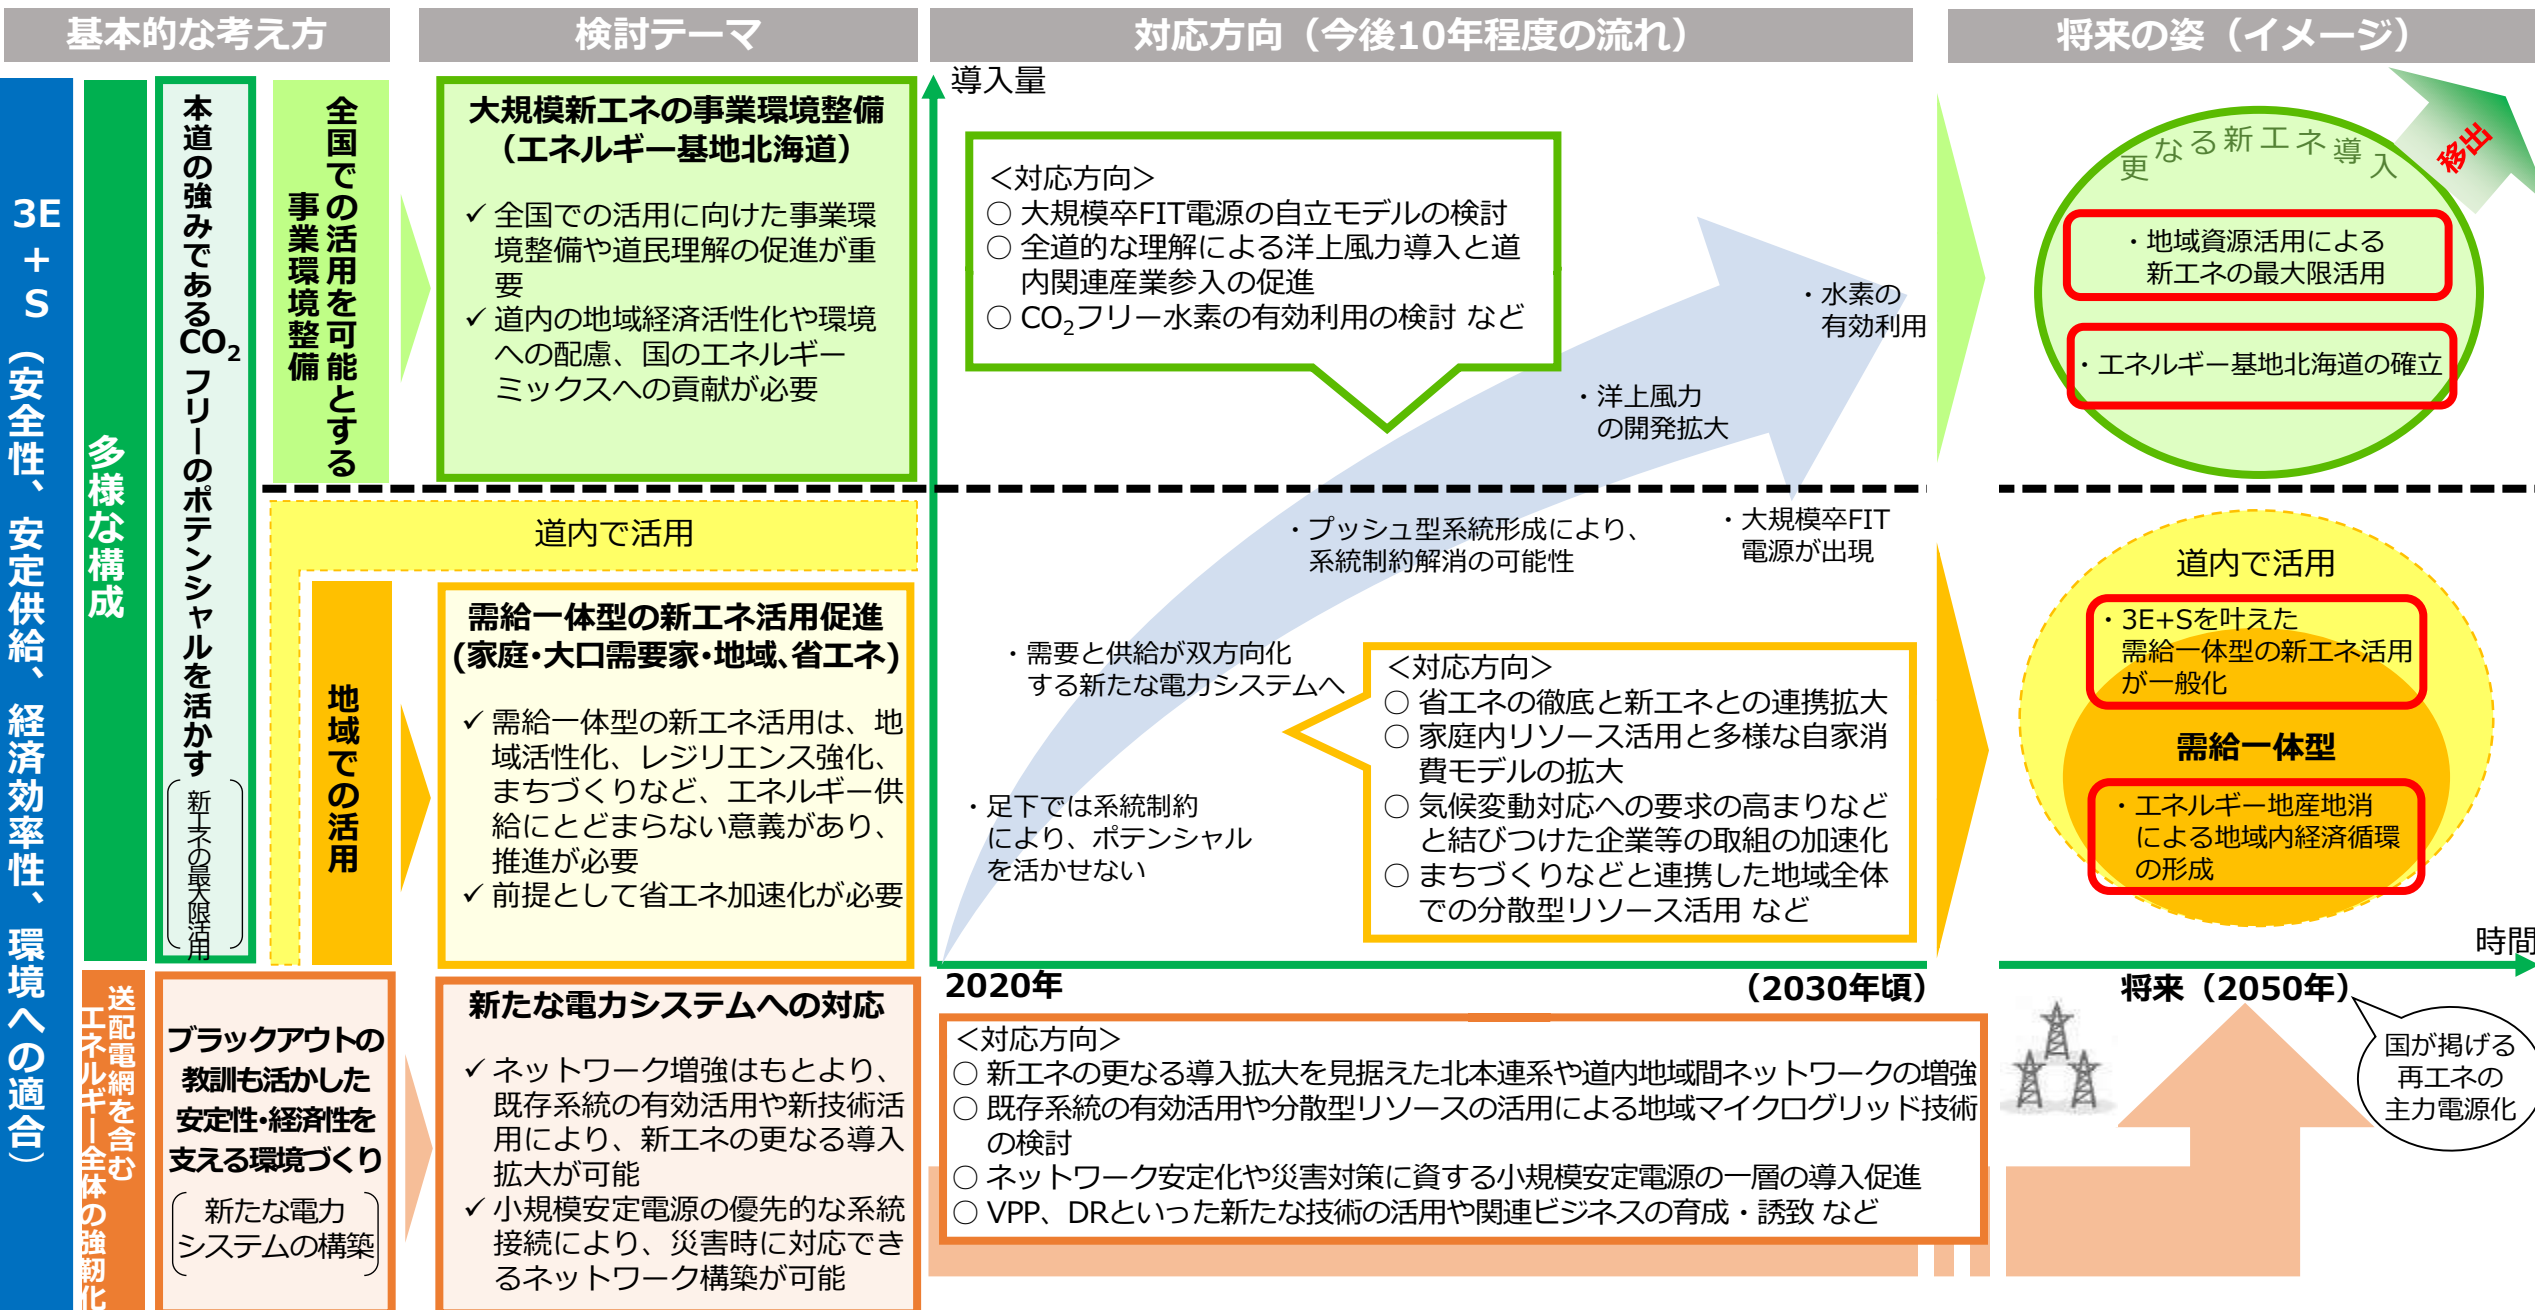 基本的な考え方
検討テーマ
対応方向（今後10年程度の流れ）
将来の姿（イメージ）
3E＋S（安全性、安定供給、経済効率性、環境への適合）
多様な構成
送配電網を含む
エネルギー全体の強靭化
本道の強みであるCO₂フリーのポテンシャルを活かす
新エネの最大限活用
全国での活用を可能とする
事業環境整備
道内で活用
地域での活用
ブラックアウトの
教訓も活かした
安定性・経済性を
支える環境づくり
新たな電力
システムの構築
大規模新エネの事業環境整備
（エネルギー基地北海道）
✓ 全国での活用に向けた事業環
境整備や道民理解の促進が重
要
✓ 道内の地域経済活性化や環境
への配慮、国のエネルギー
ミックスへの貢献が必要
需給一体型の新エネ活用促進
(家庭・大口需要家・地域、省エネ)
✓ 需給一体型の新エネ活用は、地
域活性化、レジリエンス強化、
まちづくりなど、エネルギー供
給にとどまらない意義があり、
推進が必要
✓ 前提として省エネ加速化が必要
新たな電力システムへの対応
✓ ネットワーク増強はもとより、
既存系統の有効活用や新技術活
用により、新エネの更なる導入
拡大が可能
✓ 小規模安定電源の優先的な系統
接続により、災害時に対応でき
るネットワーク構築が可能
導入量
＜対応方向＞
○ 大規模卒FIT電源の自立モデルの検討
○ 全道的な理解による洋上風力導入と道
内関連産業参入の促進
○ CO₂フリー水素の有効利用の検討 など
・水素の
有効利用
・洋上風力
の開発拡大
・プッシュ型系統形成により、
系統制約解消の可能性
・大規模卒FIT
電源が出現
・需要と供給が双方向化
する新たな電力システムへ
・足下では系統制約
により、ポテンシャル
を活かせない
＜対応方向＞
○ 省エネの徹底と新エネとの連携拡大
○ 家庭内リソース活用と多様な自家消
費モデルの拡大
○ 気候変動対応への要求の高まりなど
と結びつけた企業等の取組の加速化
○ まちづくりなどと連携した地域全体
での分散型リソース活用 など
2020年
（2030年頃）
将来（2050年）
時間
＜対応方向＞
○ 新エネの更なる導入拡大を見据えた北本連系や道内地域間ネットワークの増強
○ 既存系統の有効活用や分散型リソースの活用による地域マイクログリッド技術
の検討
○ ネットワーク安定化や災害対策に資する小規模安定電源の一層の導入促進
○ VPP、DRといった新たな技術の活用や関連ビジネスの育成・誘致 など
更なる新エネ導入
移出
・地域資源活用による
新エネの最大限活用
・エネルギー基地北海道の確立
道内で活用
・3E+Sを叶えた
需給一体型の新エネ活用
が一般化
需給一体型
・エネルギー地産地消
による地域内経済循環
の形成
国が掲げる
再エネの
主力電源化